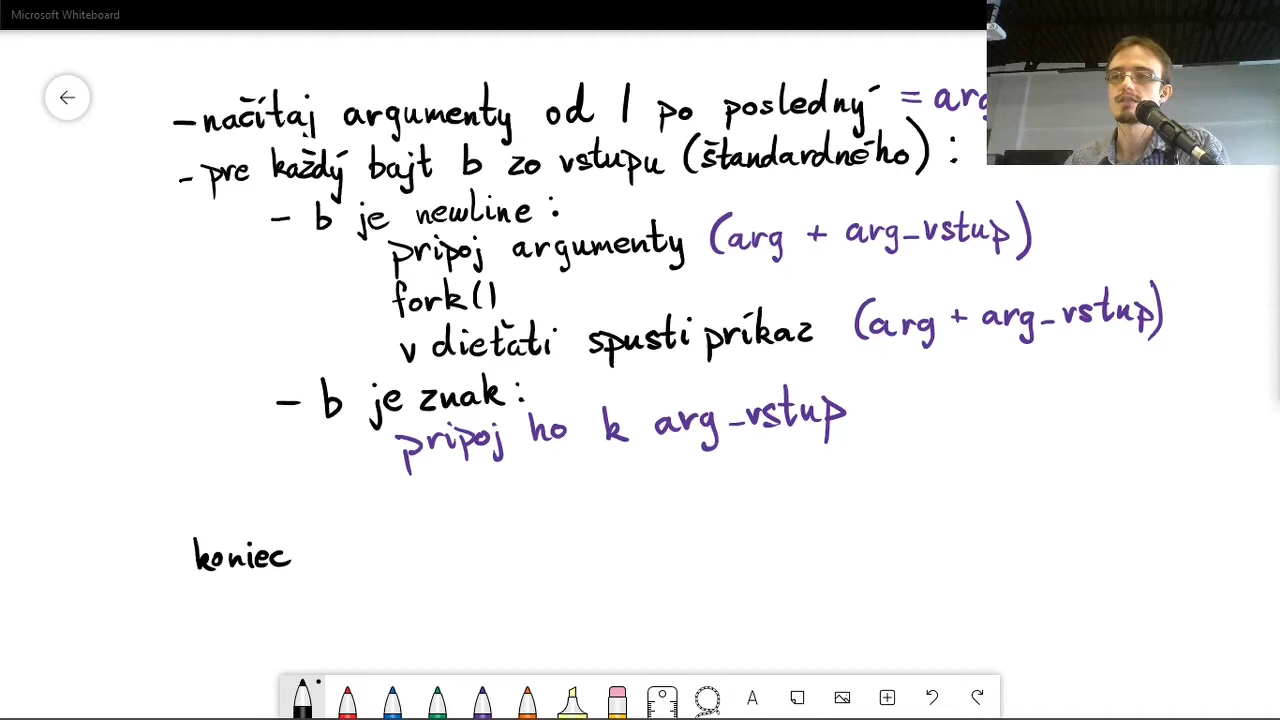 Microsoft Whiteboard
- načítaj argumenty od 1 po posledný = arg
- pre každý bajt b zo vstupu (štandardného) :
- b je newline :
pripoj argumenty (arg + arg_vstup)
fork()
v dieťati spusti príkaz (arg + arg_vstup)
- b je znak :
pripoj ho k arg_vstup
koniec
A